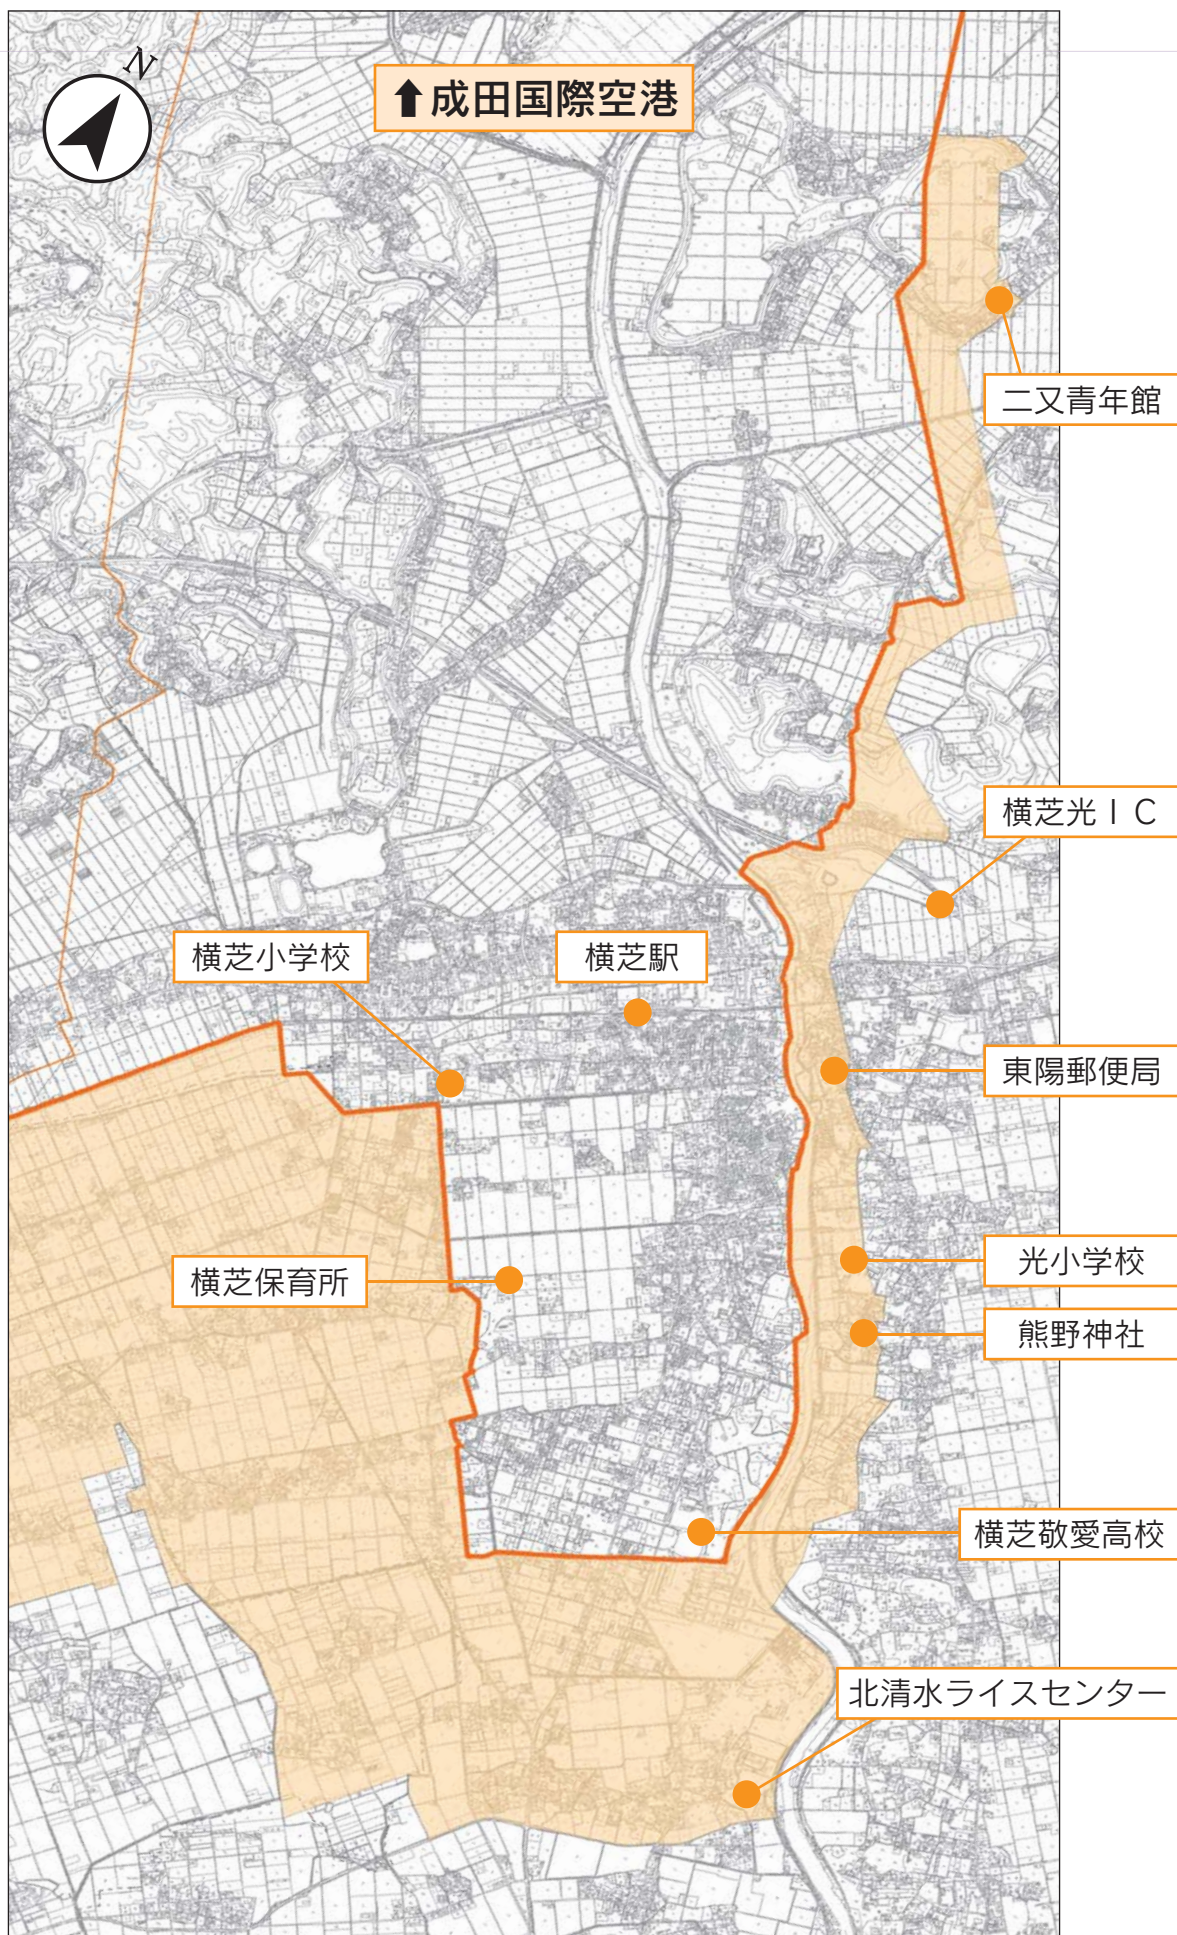 N
⬆成田国際空港
二又青年館
横芝光ＩＣ
横芝小学校
横芝駅
東陽郵便局
光小学校
横芝保育所
熊野神社
横芝敬愛高校
北清水ライスセンター